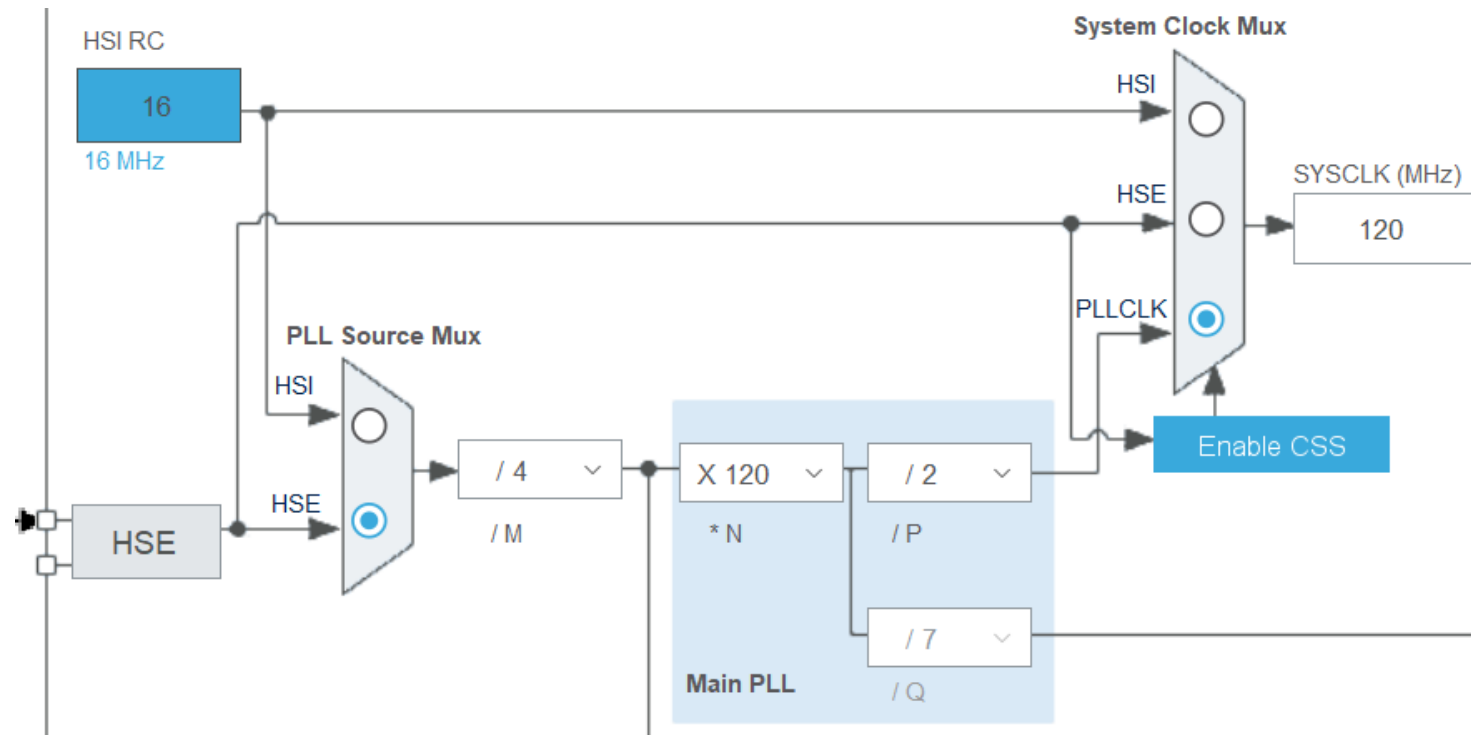 System Clock Mux
HSI RC
16
16 MHz
HSI
HSE
SYSCLK (MHz)
120
PLLCLK
PLL Source Mux
HSI
HSE
HSE
/ 4
/ M
X 120
* N
/ 2
/ P
Enable CSS
/ 7
/ Q
Main PLL